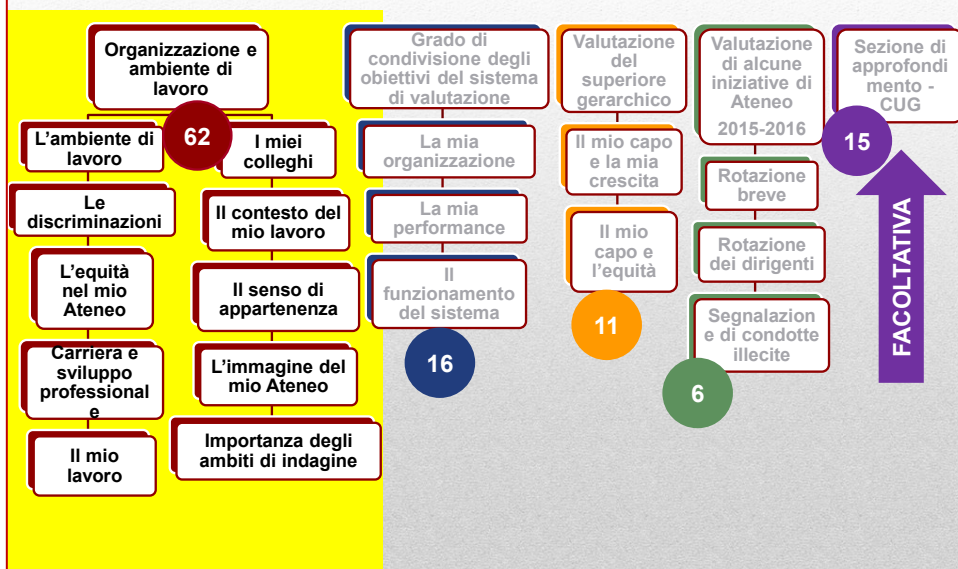 Organizzazione e
ambiente di
lavoro
62
L'ambiente di
lavoro
Le
discriminazioni
L'equità
nel mio
Ateneo
Carriera e
sviluppo
professional
e
Il mio
lavoro
I miei
colleghi
Il contesto del
mio lavoro
Il senso di
appartenenza
L'immagine del
mio Ateneo
Importanza degli
ambiti di indagine
Grado di
condivisione degli
obiettivi del sistema
di valutazione
La mia
organizzazione
La mia
performance
Il
funzionamento
del sistema
16
Valutazione
del
superiore
gerarchico
Il mio capo
e la mia
crescita
Il mio
capo e
l'equità
11
Valutazione
di alcune
iniziative di
Ateneo
2015-2016
Rotazione
breve
Rotazione
dei dirigenti
Segnalazion
e di condotte
illecite
6
Sezione di
approfondi
mento -
CUG
15
FACOLTATIVA